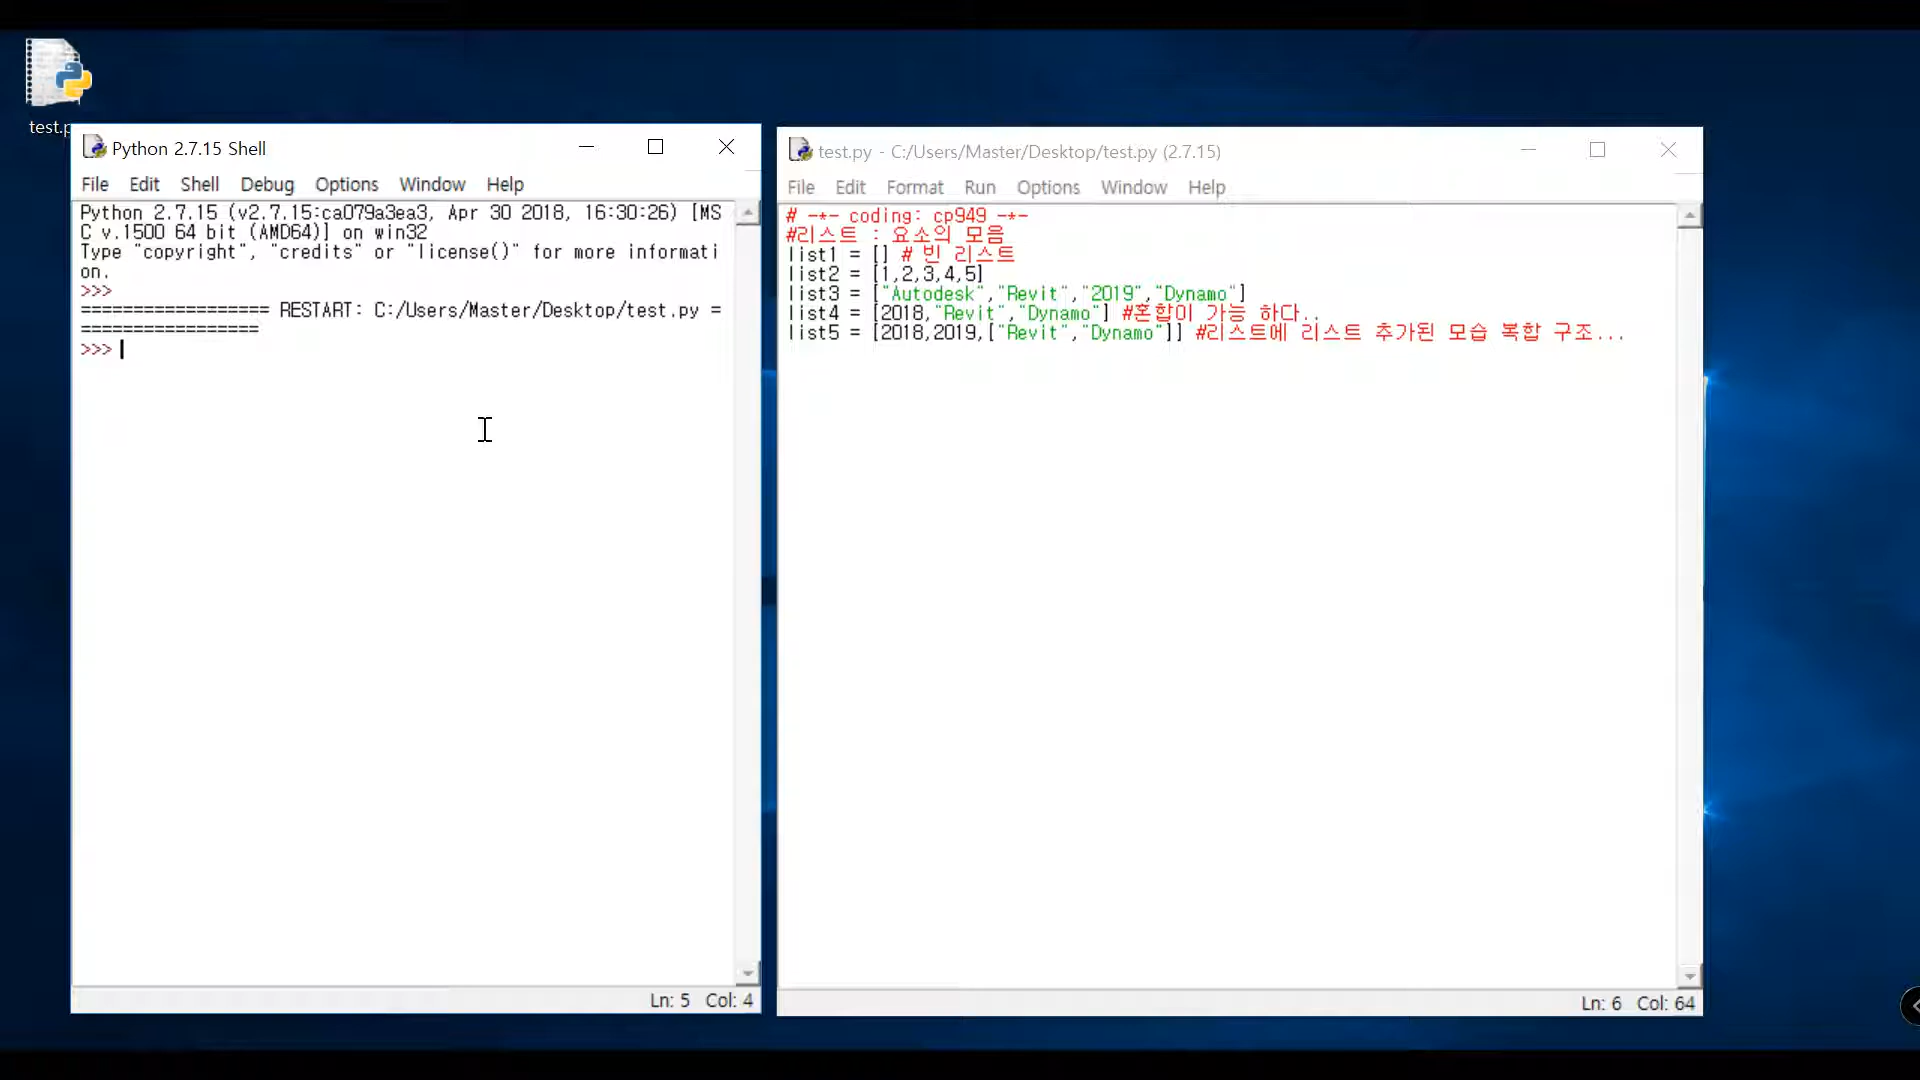 test.p
Python 2.7.15 Shell
File Edit Shell Debug Options Window Help
Python 2.7.15 (v2.7.15:ca079a3ea3, Apr 30 2018, 16:30:26) [MS
C v.1500 64 bit (AMD64)] on win32
Type "copyright", "credits" or "license()" for more informati
on.
>>>
================== RESTART: C:/Users/Master/Desktop/test.py =
=================
>>>
Ln: 5 Col: 4
test.py - C:/Users/Master/Desktop/test.py (2.7.15)
File Edit Format Run Options Window Help
# -*- coding: cp949 -*-
#리스트 : 요소의 모음
list1 = [] # 빈 리스트
list2 = [1,2,3,4,5]
list3 = ["Autodesk","Revit","2019","Dynamo"]
list4 = [2018,"Revit","Dynamo"] #혼합이 가능 하다..
list5 = [2018,2019,["Revit","Dynamo"]] #리스트에 리스트 추가된 모습 복합 구조...
Ln: 6 Col: 64